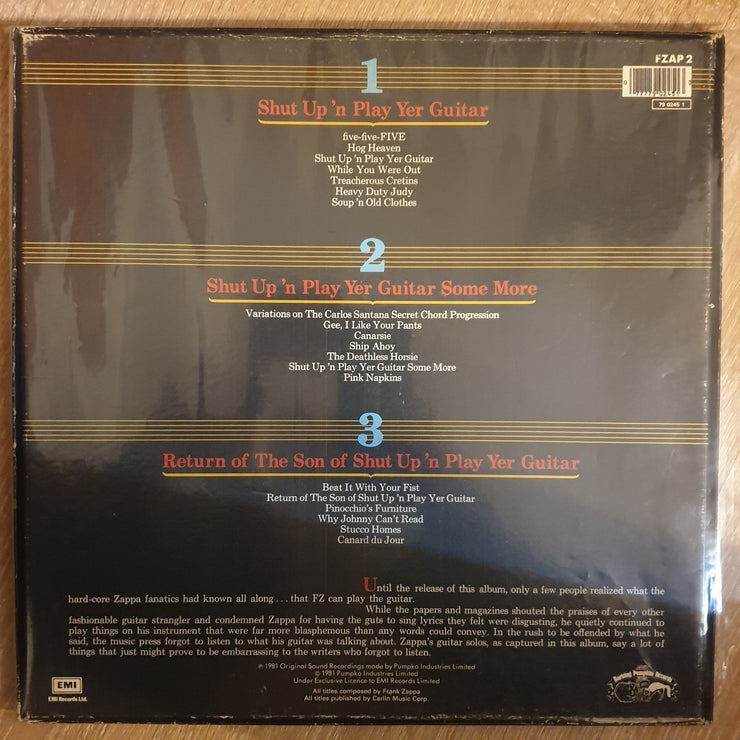 FZAP 2
79 0245 1
1
Shut Up 'n Play Yer Guitar
five-five-FIVE
Hog Heaven
Shut Up 'n Play Yer Guitar
While You Were Out
Treacherous Cretins
Heavy Duty Judy
Soup 'n Old Clothes
2
Shut Up 'n Play Yer Guitar Some More
Variations on The Carlos Santana Secret Chord Progression
Gee, I Like Your Pants
Canarsie
Ship Ahoy
The Deathless Horsie
Shut Up 'n Play Yer Guitar Some More
Pink Napkins
3
Return of The Son of Shut Up 'n Play Yer Guitar
Beat It With Your Fist
Return of The Son of Shut Up 'n Play Yer Guitar
Pinocchio's Furniture
Why Johnny Can't Read
Stucco Homes
Canard du Jour
Until the release of this album, only a few people realized what the
hard-core Zappa fanatics had known all along . . . that FZ can play the guitar.
While the papers and magazines shouted the praises of every other
fashionable guitar strangler and condemned Zappa for having the guts to sing lyrics they felt were disgusting, he quietly continued to
play things on his instrument that were far more blasphemous than any words could convey. In the rush to be offended by what he
said, the music press forgot to listen to what his guitar was talking about. Zappa's guitar solos, as captured in this album, say a lot of
things that just might prove to be embarrassing to the writers who forgot to listen.
℗ 1981 Original Sound Recordings made by Pumpko Industries Limited
© 1981 Pumpko Industries Limited
Under Exclusive Licence to EMI Records Limited
All titles composed by Frank Zappa
All titles published by Carlin Music Corp.
EMI
EMI Records Ltd.
Barking Pumpkin Records